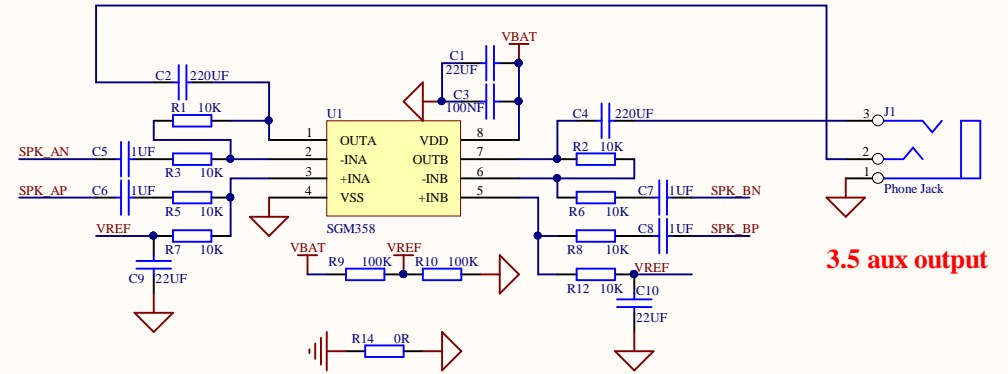 VBAT
C1
22UF
C2 220UF
C3
100NF
R1 10K
U1
C4 220UF
R2 10K
J1
3
2
1
Phone Jack
1 OUTA VDD 8
2 -INA OUTB 7
3 +INA -INB 6
4 VSS +INB 5
SGM358
SPK_AN C5 1UF
R3 10K
SPK_AP C6 1UF
R5 10K
VREF
R7 10K
C9 22UF
C7 1UF SPK_BN
R6 10K
C8 1UF SPK_BP
R8 10K
VBAT VREF
R9 100K R10 100K
VREF
R12 10K
C10
22UF
3.5 aux output
R14 0R